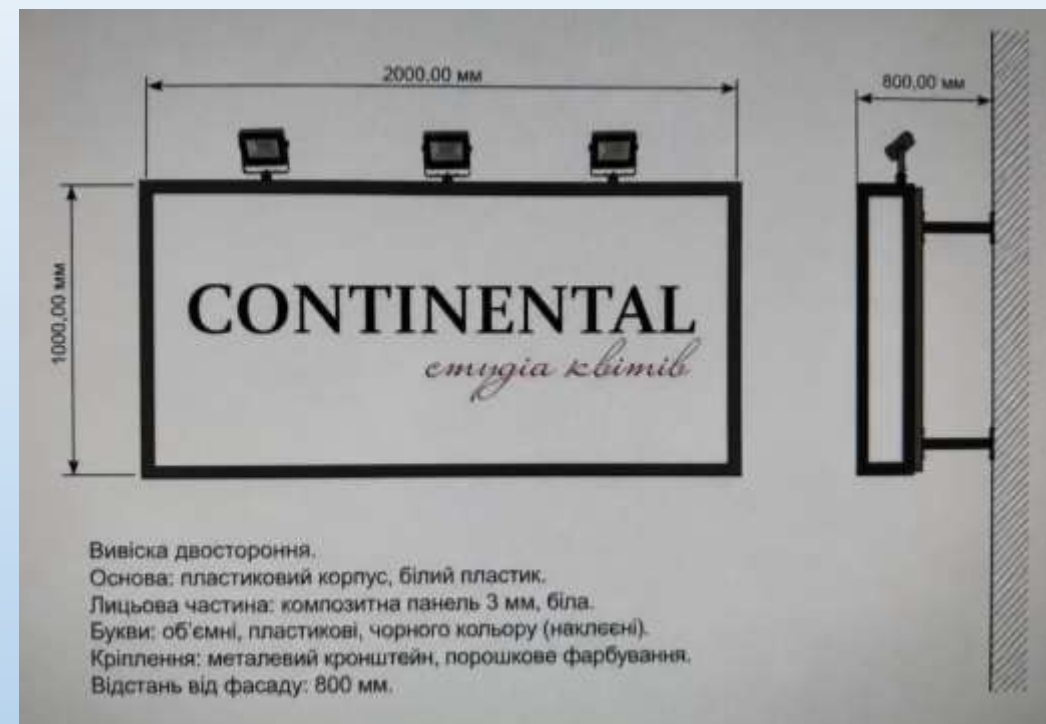 2000.00 мм
800,00 мм
1000,00 мм
CONTINENTAL
студія квітів
Вивіска двостороння.
Основа: пластиковий корпус, білий пластик.
Лицьова частина: композитна панель 3 мм, біла.
Букви: об'ємні, пластикові, чорного кольору (наклеєні).
Кріплення: металевий кронштейн, порошкове фарбування.
Відстань від фасаду: 800 мм.